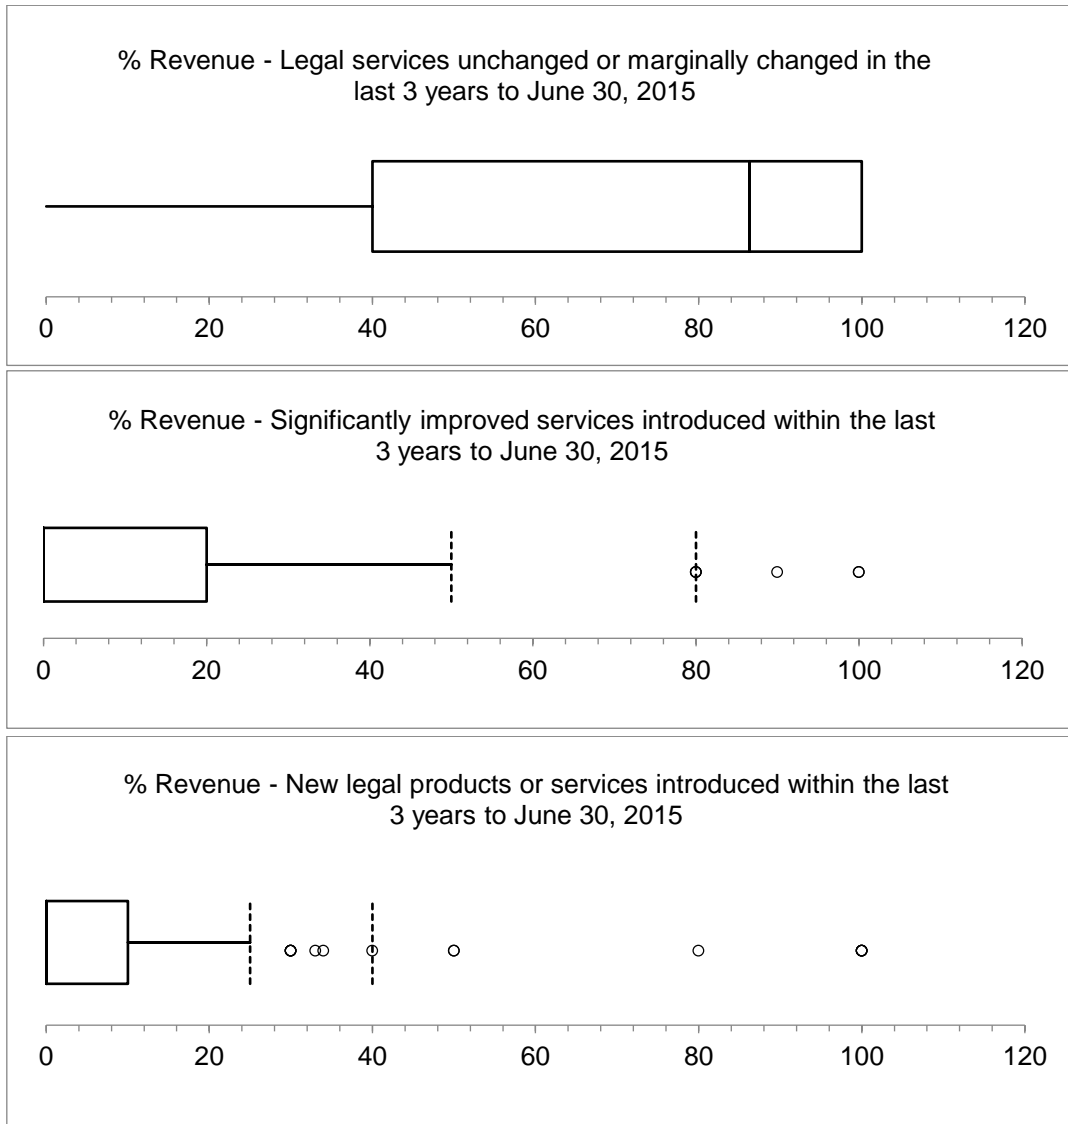 % Revenue - Legal services unchanged or marginally changed in the
last 3 years to June 30, 2015
0 20 40 60 80 100 120
% Revenue - Significantly improved services introduced within the last
3 years to June 30, 2015
0 20 40 60 80 100 120
% Revenue - New legal products or services introduced within the last
3 years to June 30, 2015
0 20 40 60 80 100 120